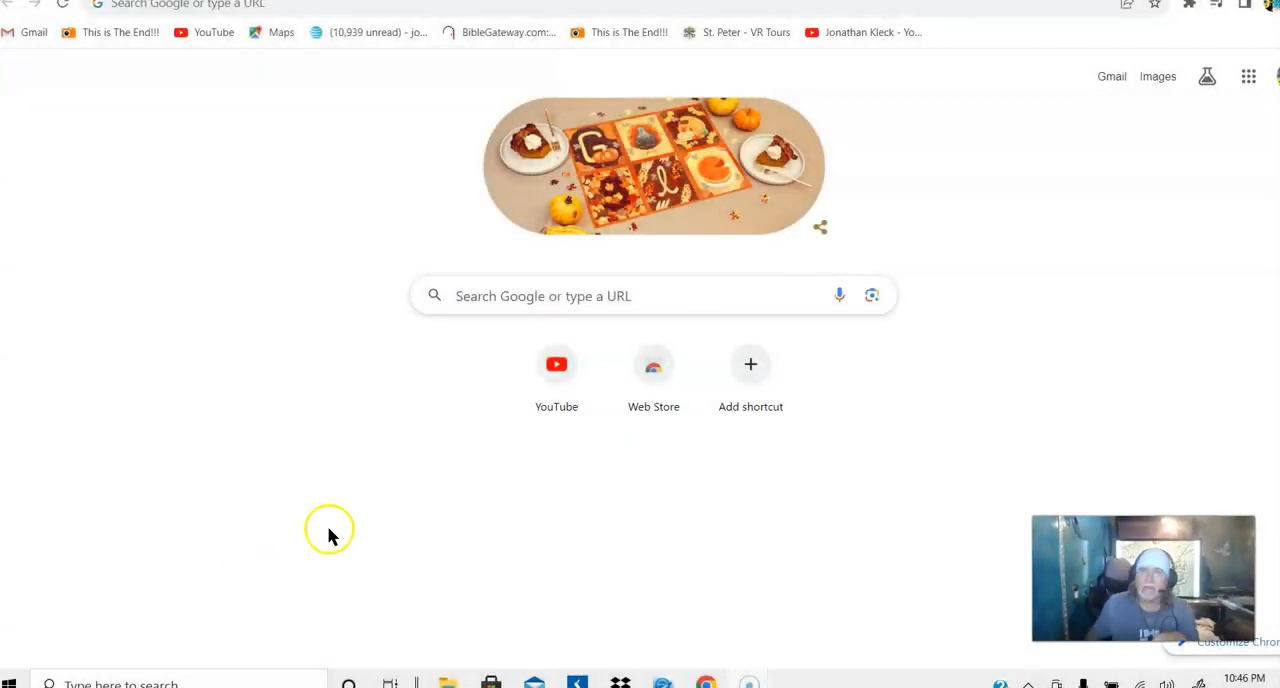 Search Google or type a URL
Gmail This is The End!!! YouTube Maps (10,939 unread) - jo... BibleGateway.com:... This is The End!!! St. Peter - VR Tours Jonathan Kleck - Yo...
Gmail Images
Search Google or type a URL
YouTube Web Store Add shortcut
Customize Chron
Type here to search
10:46 PM